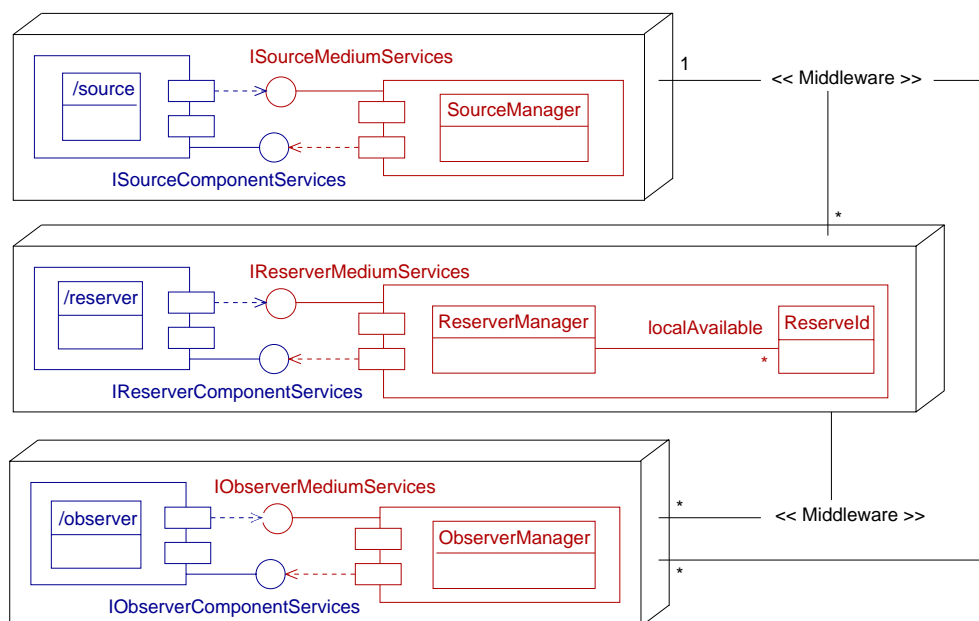 ISourceMediumServices
/source
SourceManager
ISourceComponentServices
1
<< Middleware >>
*
IReserverMediumServices
/reserver
ReserverManager
localAvailable
*
ReserveId
IReserverComponentServices
IObserverMediumServices
/observer
ObserverManager
IObserverComponentServices
*
<< Middleware >>
*